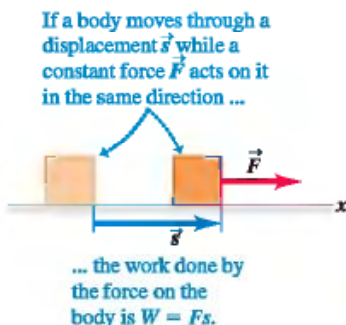 If a body moves through a
displacement s⃗ while a
constant force F⃗ acts on it
in the same direction ...
F⃗
x
s⃗
... the work done by
the force on the
body is W = Fs.